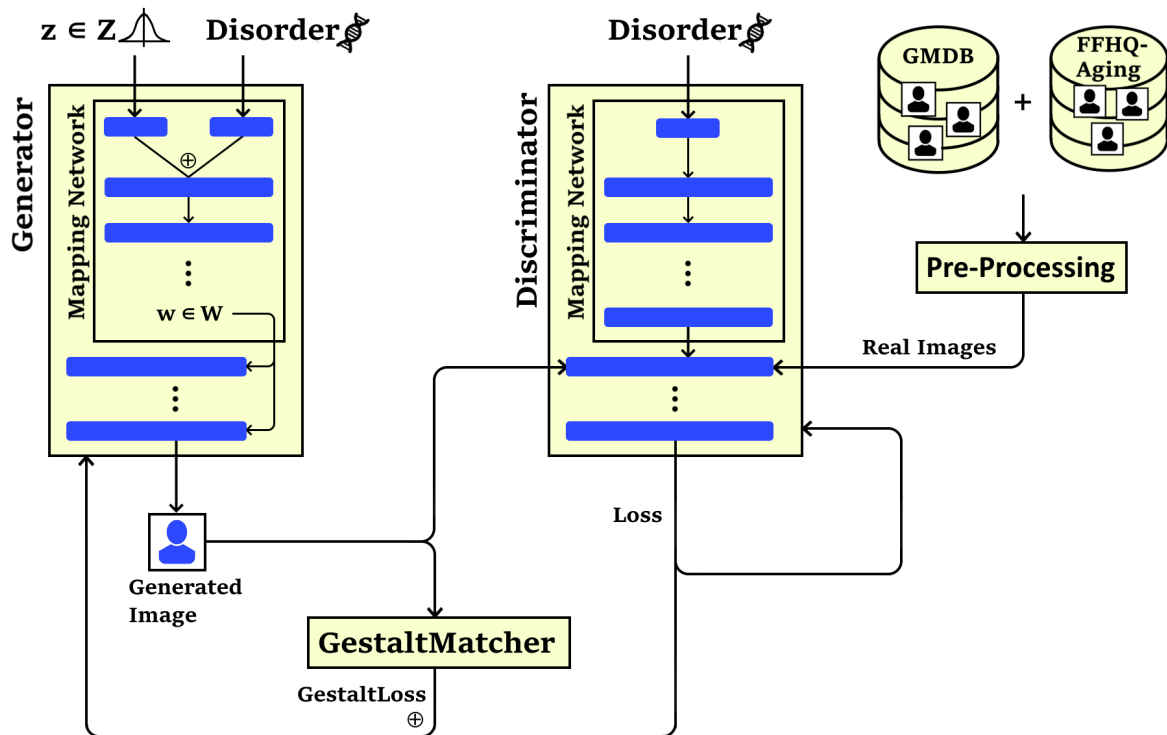 z ∈ Z
Disorder
Generator
Mapping Network
⊕
w ∈ W
Generated
Image
Disorder
Discriminator
Mapping Network
GMDB
+
FFHQ-
Aging
Pre-Processing
Real Images
Loss
GestaltMatcher
GestaltLoss
⊕